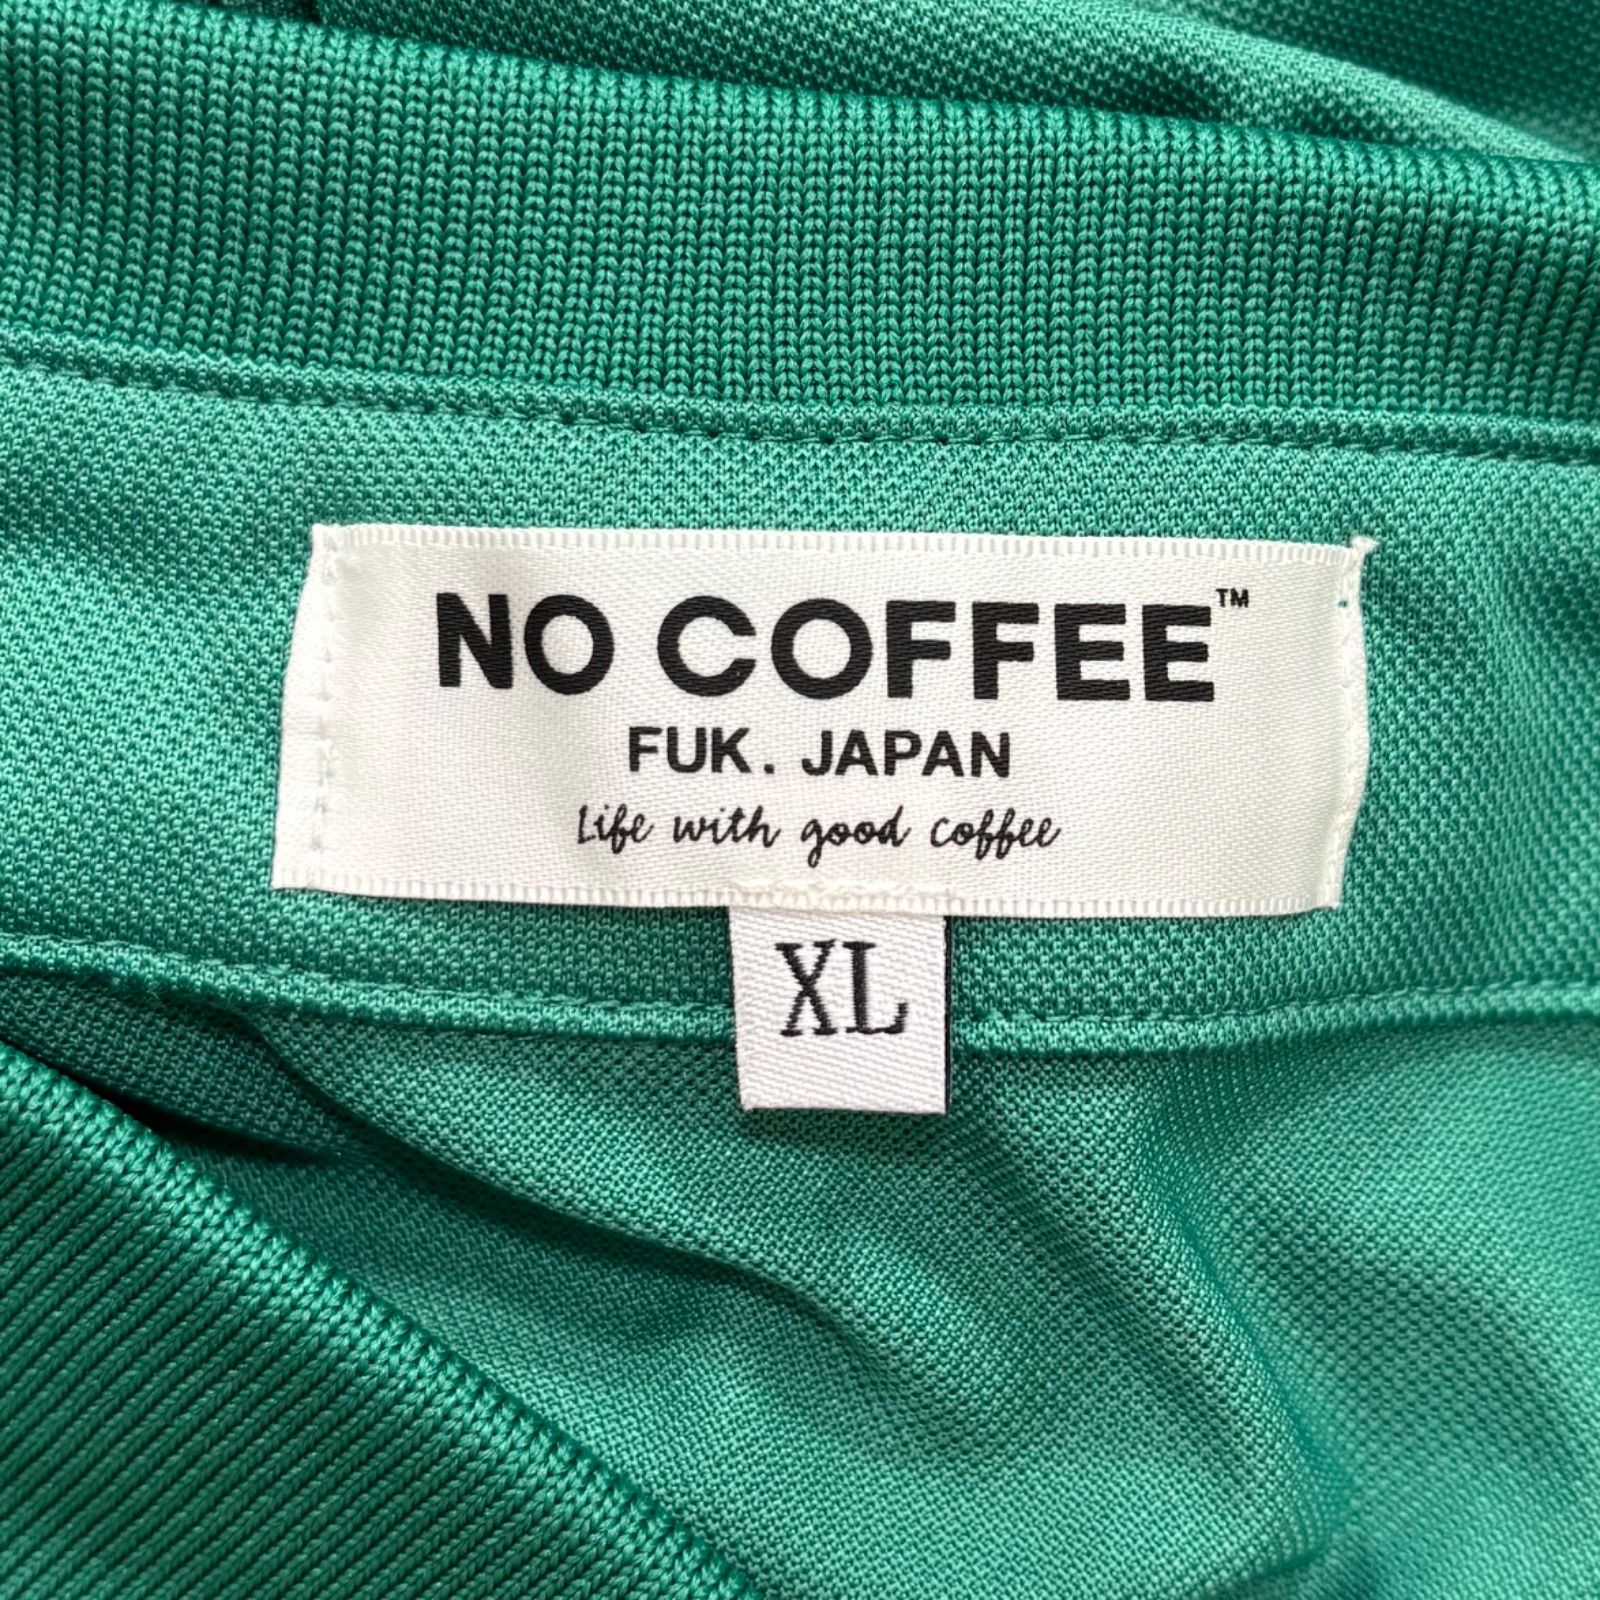 NO COFFEE™
FUK. JAPAN
Life with good coffee
XL